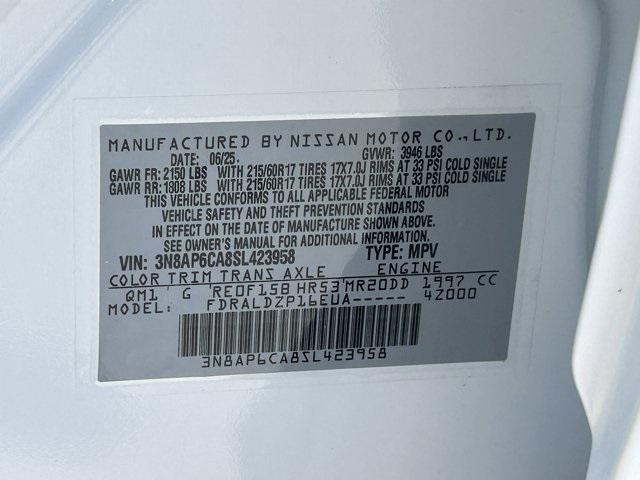 MANUFACTURED BY NISSAN MOTOR CO.,LTD.
DATE: 06/25. GVWR: 3946 LBS
GAWR FR: 2150 LBS WITH 215/60R17 TIRES 17X7.0J RIMS AT 33 PSI COLD SINGLE
GAWR RR: 1808 LBS WITH 215/60R17 TIRES 17X7.0J RIMS AT 33 PSI COLD SINGLE
THIS VEHICLE CONFORMS TO ALL APPLICABLE FEDERAL MOTOR
VEHICLE SAFETY AND THEFT PREVENTION STANDARDS
IN EFFECT ON THE DATE OF MANUFACTURE SHOWN ABOVE.
SEE OWNER'S MANUAL FOR ADDITIONAL INFORMATION.
VIN: 3N8AP6CA8SL423958 TYPE: MPV
COLOR TRIM TRANS AXLE ENGINE
QM1 G RE0F15B HR53 MR20DD 1997 CC
MODEL: FDRALDZP16EUA----- 4Z000
3N8AP6CA8SL423958